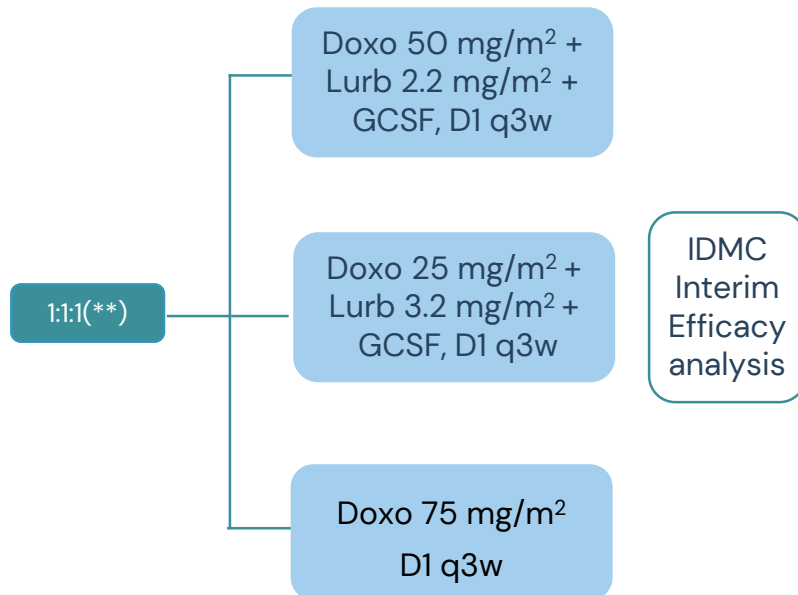 Doxo 50 mg/m² +
Lurb 2.2 mg/m² +
GCSF, D1 q3w
1:1:1(**)
Doxo 25 mg/m² +
Lurb 3.2 mg/m² +
GCSF, D1 q3w
IDMC
Interim
Efficacy
analysis
Doxo 75 mg/m²
D1 q3w